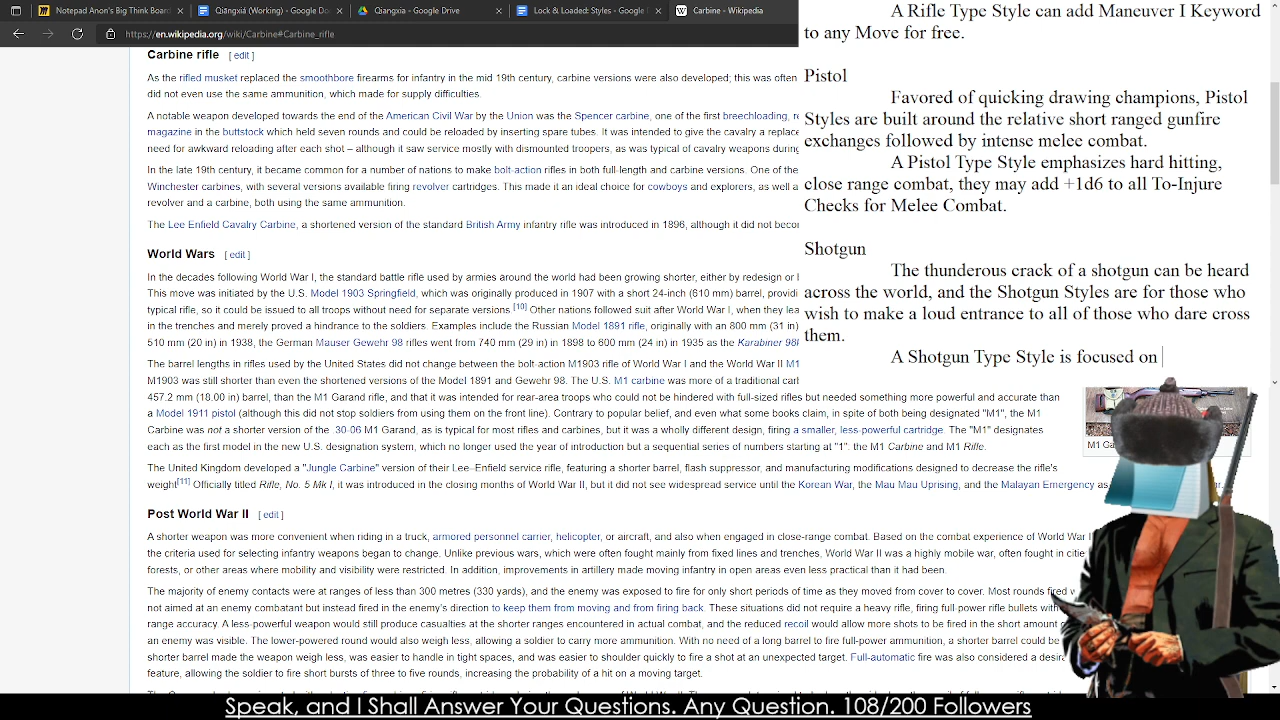 Notepad Anon's Big Think Board
Qiāngxiá (Working) - Google Do
Qiangxia - Google Drive
Lock & Loaded: Styles - Google
Carbine - Wikipedia
https://en.wikipedia.org/wiki/Carbine#Carbine_rifle
Carbine rifle [ edit ]
As the rifled musket replaced the smoothbore firearms for infantry in the mid 19th century, carbine versions were also developed; this was often
did not even use the same ammunition, which made for supply difficulties.
A notable weapon developed towards the end of the American Civil War by the Union was the Spencer carbine, one of the first breechloading, re
magazine in the buttstock which held seven rounds and could be reloaded by inserting spare tubes. It was intended to give the cavalry a replace
need for awkward reloading after each shot – although it saw service mostly with dismounted troopers, as was typical of cavalry weapons during
In the late 19th century, it became common for a number of nations to make bolt-action rifles in both full-length and carbine versions. One of the
Winchester carbines, with several versions available firing revolver cartridges. This made it an ideal choice for cowboys and explorers, as well a
revolver and a carbine, both using the same ammunition.
The Lee Enfield Cavalry Carbine, a shortened version of the standard British Army infantry rifle was introduced in 1896, although it did not beco
World Wars [ edit ]
In the decades following World War I, the standard battle rifle used by armies around the world had been growing shorter, either by redesign or
This move was initiated by the U.S. Model 1903 Springfield, which was originally produced in 1907 with a short 24-inch (610 mm) barrel, providi
typical rifle, so it could be issued to all troops without need for separate versions.[10] Other nations followed suit after World War I, when they lea
in the trenches and merely proved a hindrance to the soldiers. Examples include the Russian Model 1891 rifle, originally with an 800 mm (31 in)
510 mm (20 in) in 1938, the German Mauser Gewehr 98 rifles went from 740 mm (29 in) in 1898 to 600 mm (24 in) in 1935 as the Karabiner 98
The barrel lengths in rifles used by the United States did not change between the bolt-action M1903 rifle of World War I and the World War II M1
M1903 was still shorter than even the shortened versions of the Model 1891 and Gewehr 98. The U.S. M1 carbine was more of a traditional carb
457.2 mm (18.00 in) barrel, than the M1 Garand rifle, and that it was intended for rear-area troops who could not be hindered with full-sized rifles but needed something more powerful and accurate than
a Model 1911 pistol (although this did not stop soldiers from using them on the front line). Contrary to popular belief, and even what some books claim, in spite of both being designated "M1", the M1
Carbine was not a shorter version of the .30-06 M1 Garand, as is typical for most rifles and carbines, but it was a wholly different design, firing a smaller, less-powerful cartridge. The "M1" designates
each as the first model in the new U.S. designation system, which no longer used the year of introduction but a sequential series of numbers starting at "1": the M1 Carbine and M1 Rifle.
The United Kingdom developed a "Jungle Carbine" version of their Lee–Enfield service rifle, featuring a shorter barrel, flash suppressor, and manufacturing modifications designed to decrease the rifle's
weight[11] Officially titled Rifle, No. 5 Mk I, it was introduced in the closing months of World War II, but it did not see widespread service until the Korean War, the Mau Mau Uprising, and the Malayan Emergency as
Post World War II [ edit ]
A shorter weapon was more convenient when riding in a truck, armored personnel carrier, helicopter, or aircraft, and also when engaged in close-range combat. Based on the combat experience of World War I
the criteria used for selecting infantry weapons began to change. Unlike previous wars, which were often fought mainly from fixed lines and trenches, World War II was a highly mobile war, often fought in citie
forests, or other areas where mobility and visibility were restricted. In addition, improvements in artillery made moving infantry in open areas even less practical than it had been.
The majority of enemy contacts were at ranges of less than 300 metres (330 yards), and the enemy was exposed to fire for only short periods of time as they moved from cover to cover. Most rounds fired w
not aimed at an enemy combatant but instead fired in the enemy's direction to keep them from moving and from firing back. These situations did not require a heavy rifle, firing full-power rifle bullets with
range accuracy. A less-powerful weapon would still produce casualties at the shorter ranges encountered in actual combat, and the reduced recoil would allow more shots to be fired in the short amount
an enemy was visible. The lower-powered round would also weigh less, allowing a soldier to carry more ammunition. With no need of a long barrel to fire full-power ammunition, a shorter barrel could be
shorter barrel made the weapon weigh less, was easier to handle in tight spaces, and was easier to shoulder quickly to fire a shot at an unexpected target. Full-automatic fire was also considered a desira
feature, allowing the soldier to fire short bursts of three to five rounds, increasing the probability of a hit on a moving target.
A Rifle Type Style can add Maneuver I Keyword
to any Move for free.
Pistol
Favored of quicking drawing champions, Pistol
Styles are built around the relative short ranged gunfire
exchanges followed by intense melee combat.
A Pistol Type Style emphasizes hard hitting,
close range combat, they may add +1d6 to all To-Injure
Checks for Melee Combat.
Shotgun
The thunderous crack of a shotgun can be heard
across the world, and the Shotgun Styles are for those who
wish to make a loud entrance to all of those who dare cross
them.
A Shotgun Type Style is focused on
M1 Ga
Speak, and I Shall Answer Your Questions. Any Question. 108/200 Followers